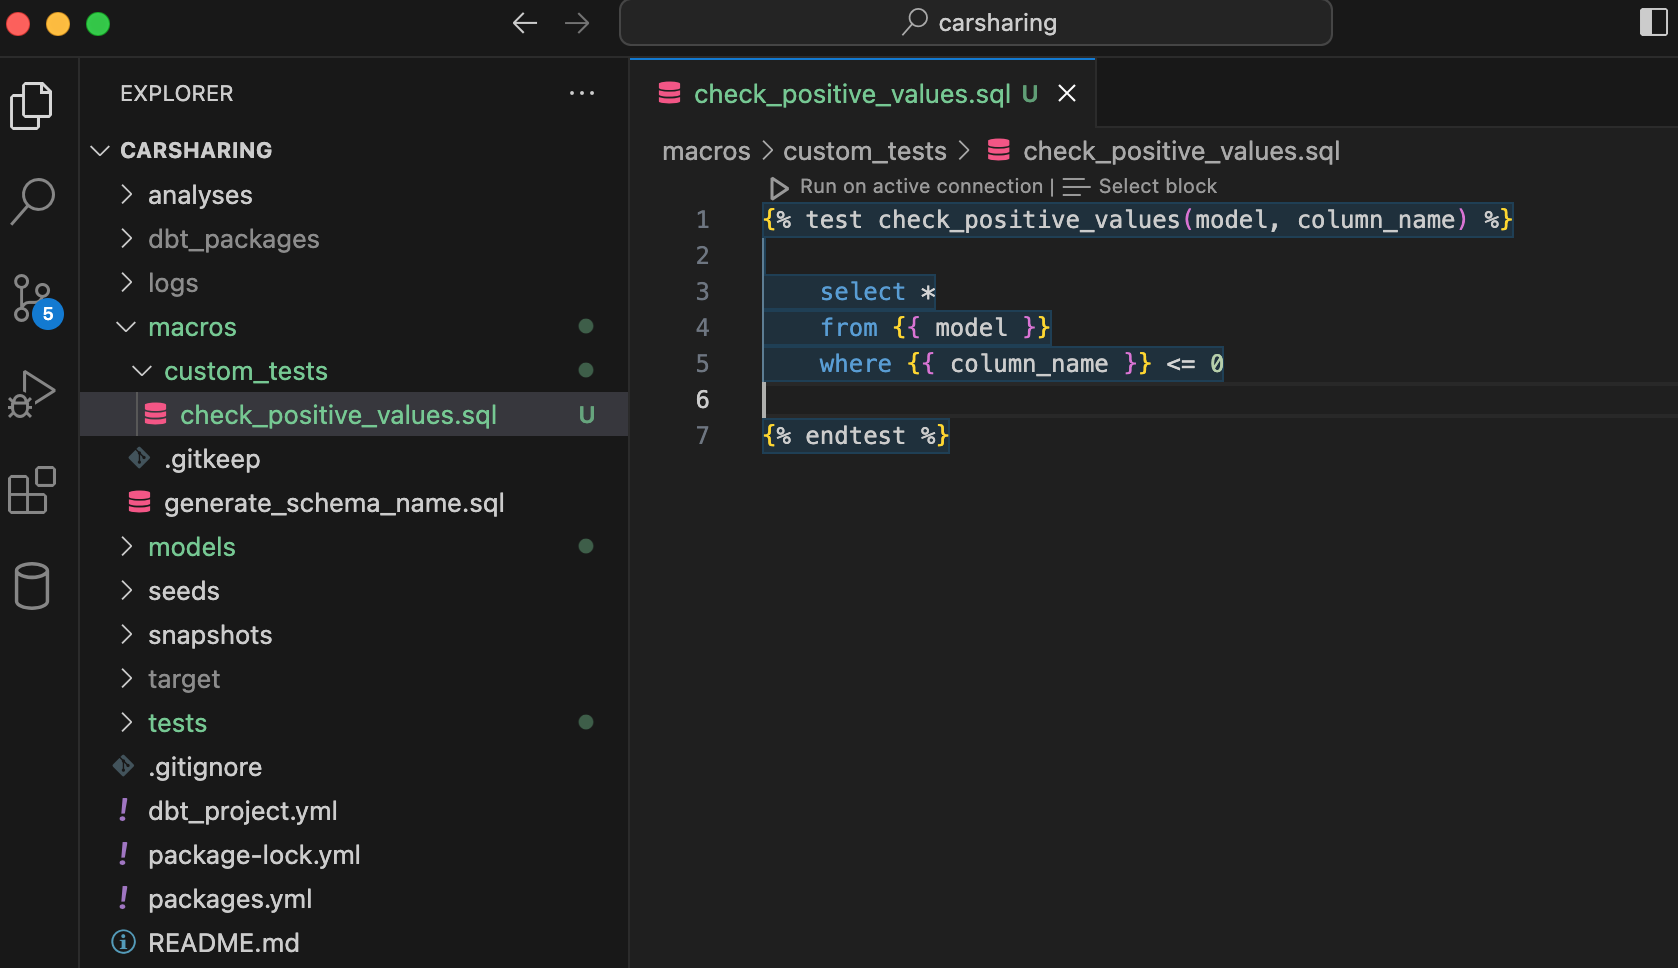 carsharing
EXPLORER
CARSHARING
analyses
dbt_packages
logs
macros
custom_tests
check_positive_values.sql U
.gitkeep
generate_schema_name.sql
models
seeds
snapshots
target
tests
.gitignore
! dbt_project.yml
! package-lock.yml
! packages.yml
README.md
5
check_positive_values.sql U
macros > custom_tests > check_positive_values.sql
Run on active connection | Select block
1 {% test check_positive_values(model, column_name) %}
2
3 select *
4 from {{ model }}
5 where {{ column_name }} <= 0
6
7 {% endtest %}